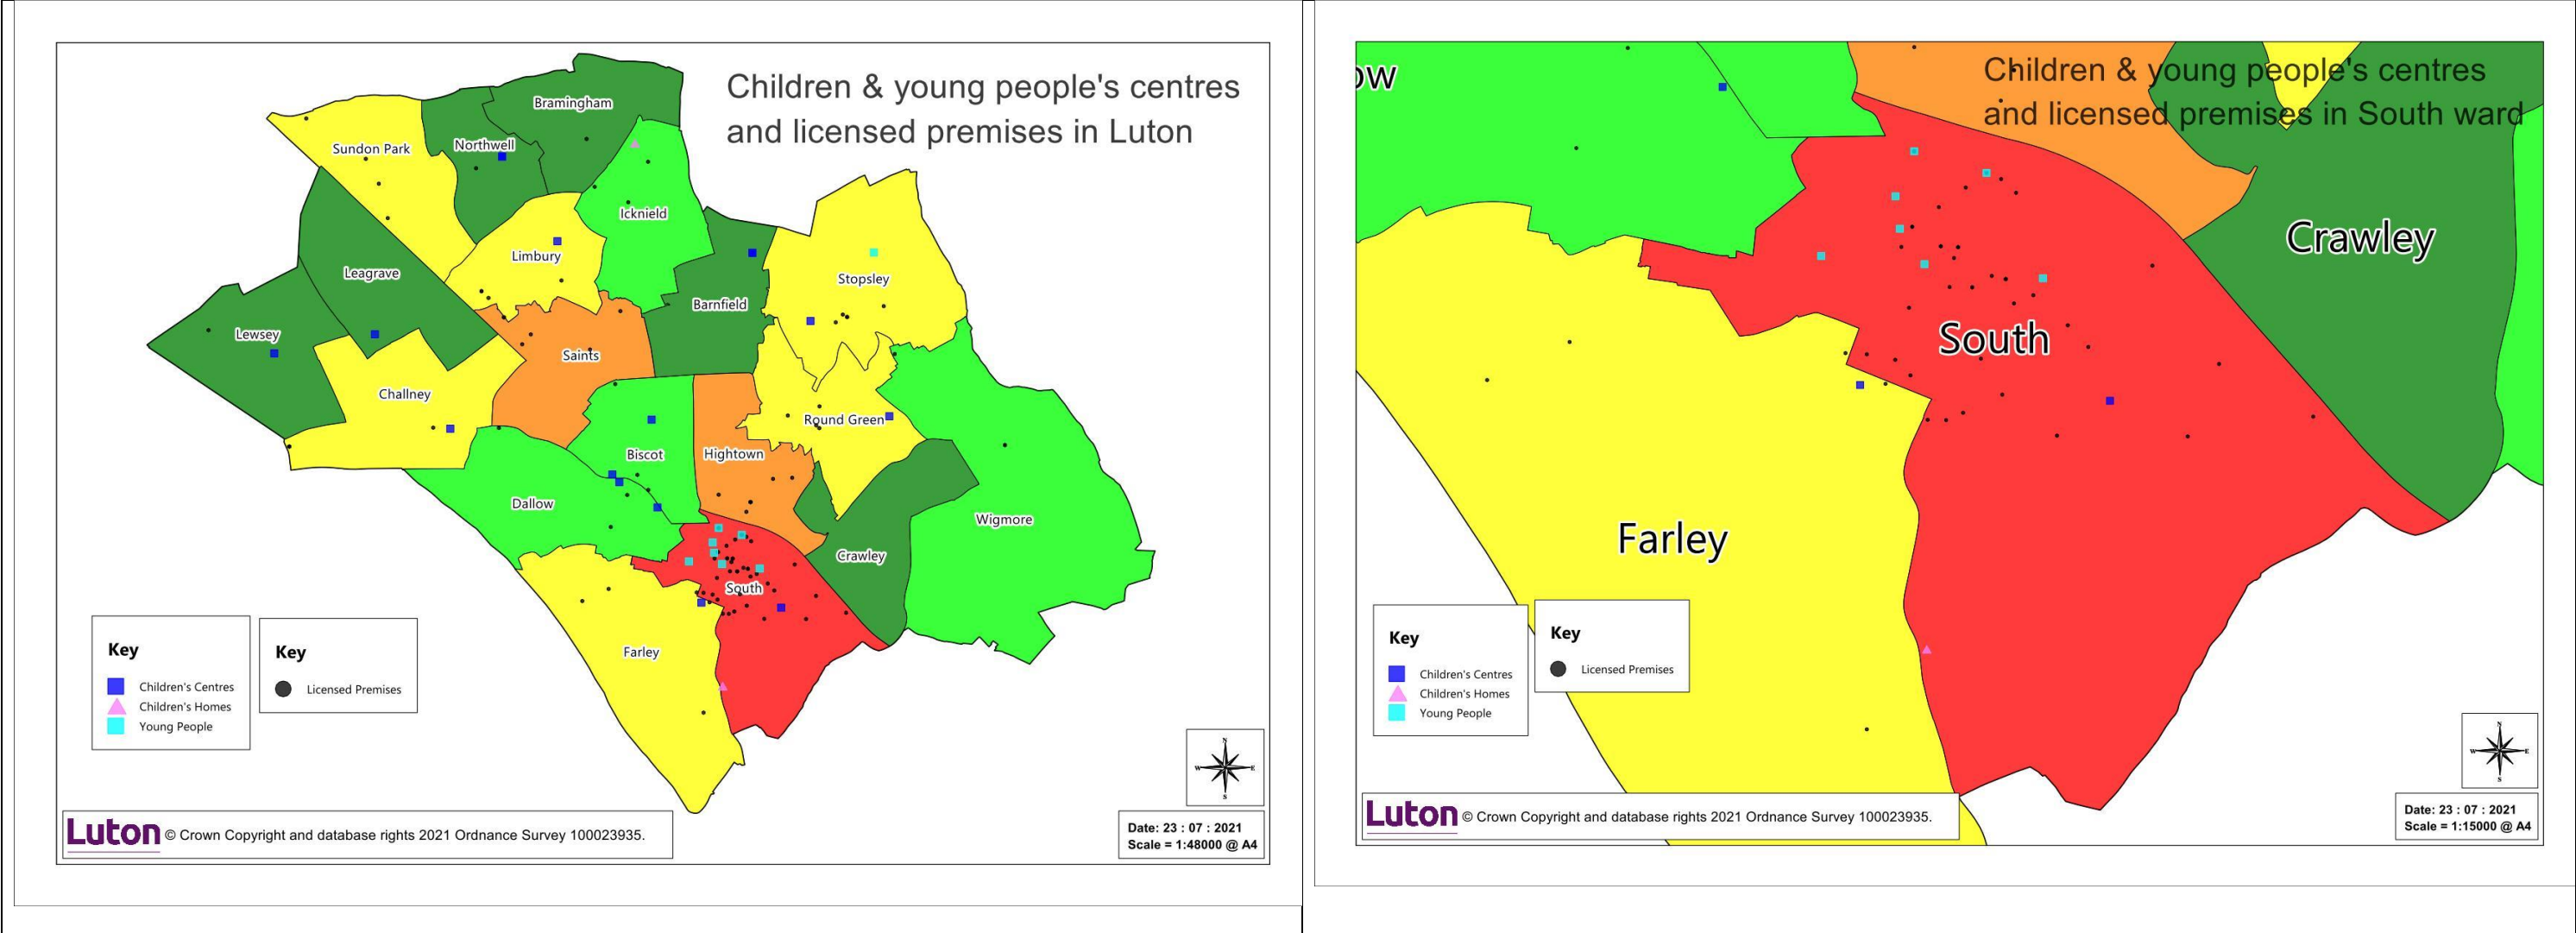 Children & young people's centres
and licensed premises in Luton
Bramingham
Northwell
Sundon Park
Icknield
Limbury
Leagrave
Stopsley
Barnfield
Lewsey
Saints
Challney
Round Green
Biscot
Hightown
Dallow
Wigmore
Crawley
South
Farley
Key
Children's Centres
Children's Homes
Young People
Key
Licensed Premises
N
W E
S
Luton © Crown Copyright and database rights 2021 Ordnance Survey 100023935.
Date: 23 : 07 : 2021
Scale = 1:48000 @ A4
Children & young people's centres
and licensed premises in South ward
ow
Crawley
South
Farley
Key
Children's Centres
Children's Homes
Young People
Key
Licensed Premises
N
W E
S
Luton © Crown Copyright and database rights 2021 Ordnance Survey 100023935.
Date: 23 : 07 : 2021
Scale = 1:15000 @ A4